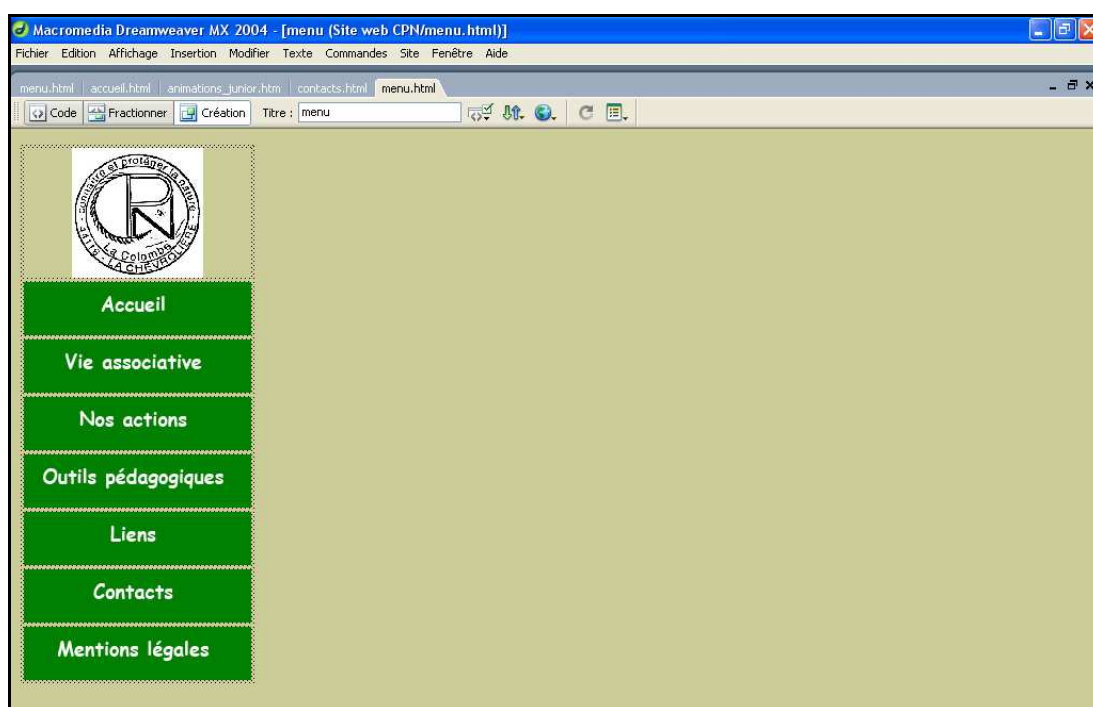 Macromedia Dreamweaver MX 2004 - [menu (Site web CPN/menu.html)]
Fichier Edition Affichage Insertion Modifier Texte Commandes Site Fenêtre Aide
menu.html accueil.html animations_junior.htm contacts.html menu.html
Code Fractionner Création Titre : menu
connaître et protéger la nature
CPN
La Colombe
44118 - LA CHEVROLIÈRE
Accueil
Vie associative
Nos actions
Outils pédagogiques
Liens
Contacts
Mentions légales